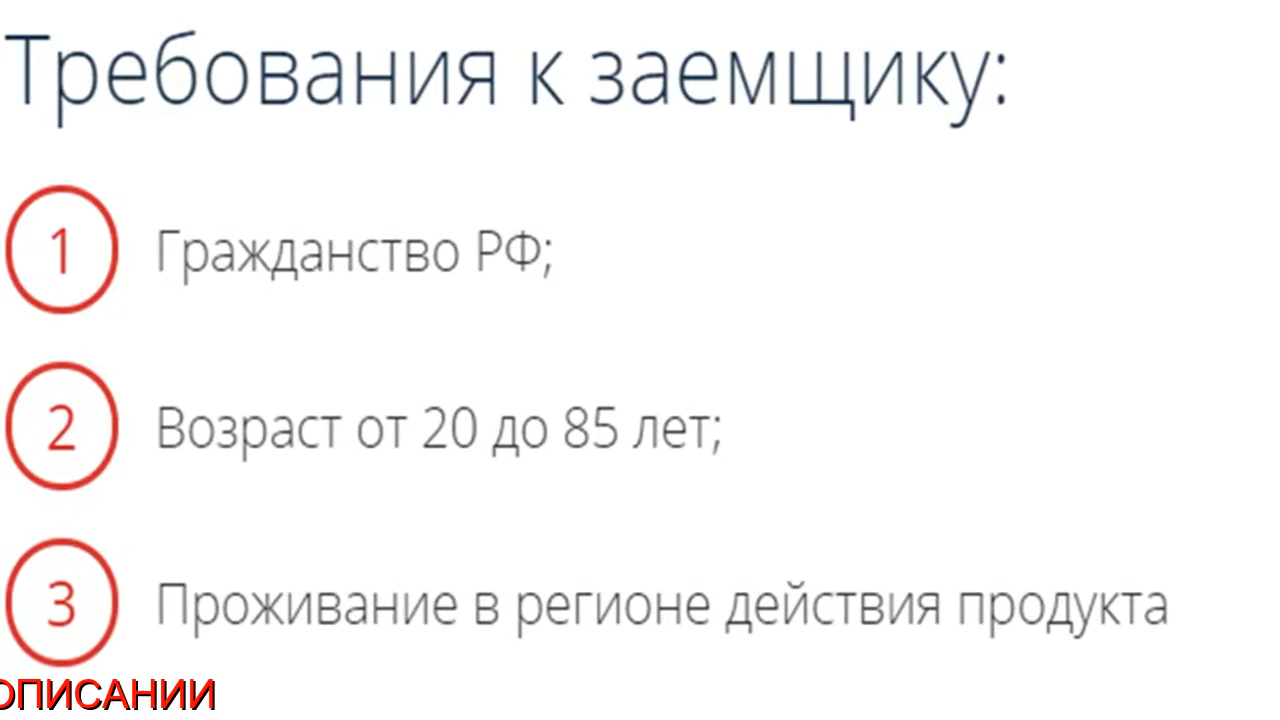 Требования к заемщику:
1 Гражданство РФ;
2 Возраст от 20 до 85 лет;
3 Проживание в регионе действия продукта
ОПИСАНИИ